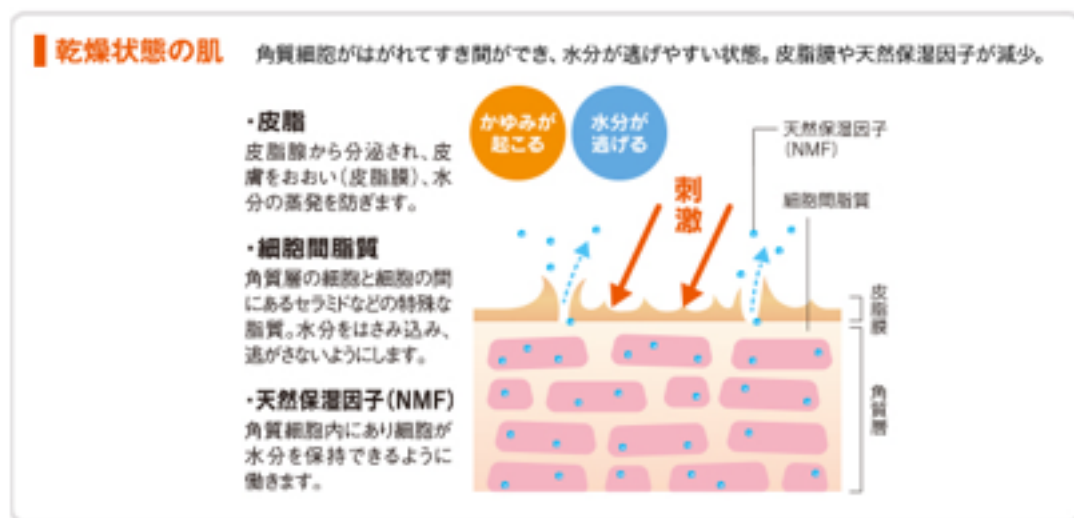 乾燥状態の肌
角質細胞がはがれてすき間ができ、水分が逃げやすい状態。皮脂膜や天然保湿因子が減少。
・皮脂
皮脂腺から分泌され、皮
膚をおおい(皮脂膜)、水
分の蒸発を防ぎます。
・細胞間脂質
角質層の細胞と細胞の間
にあるセラミドなどの特殊な
脂質。水分をはさみ込み、
逃がさないようにします。
・天然保湿因子(NMF)
角質細胞内にあり細胞が
水分を保持できるように
働きます。
かゆみが
起こる
水分が
逃げる
刺激
天然保湿因子
(NMF)
細胞間脂質
皮脂膜
角質層